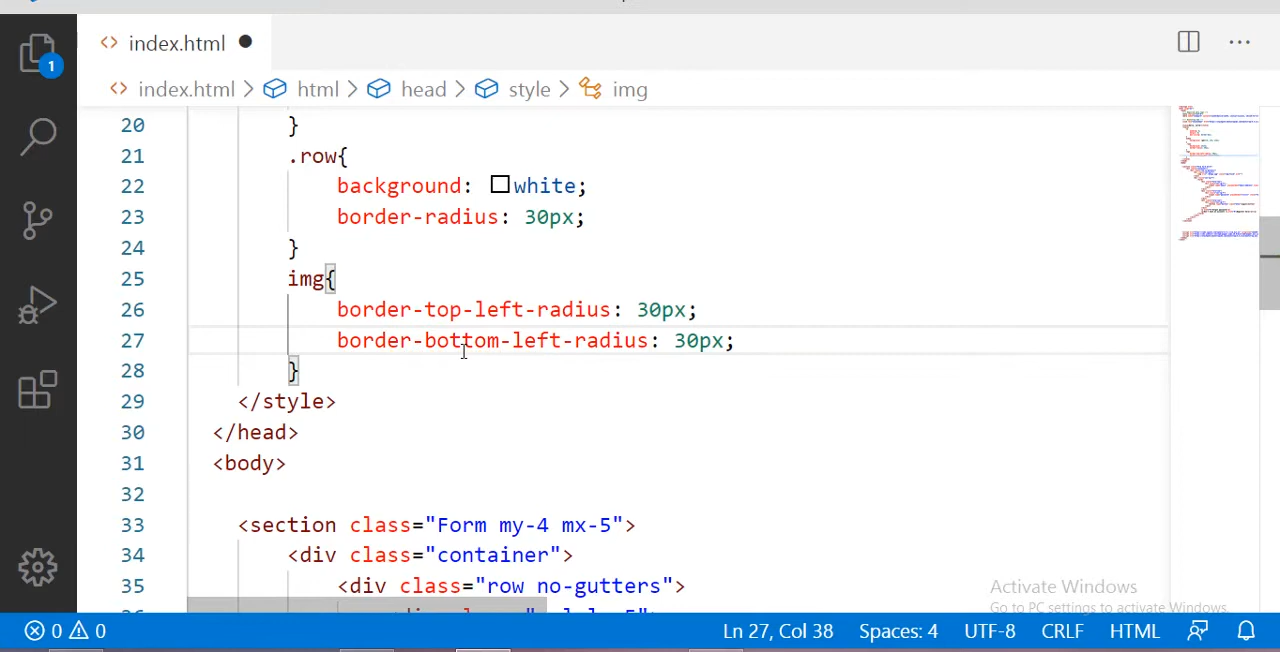 index.html
1
index.html > html > head > style > img
20 }
21 .row{
22 background: white;
23 border-radius: 30px;
24 }
25 img{
26 border-top-left-radius: 30px;
27 border-bottom-left-radius: 30px;
28 }
29 </style>
30 </head>
31 <body>
32
33 <section class="Form my-4 mx-5">
34 <div class="container">
35 <div class="row no-gutters">
Activate Windows
Go to PC settings to activate Windows.
0 0 Ln 27, Col 38 Spaces: 4 UTF-8 CRLF HTML